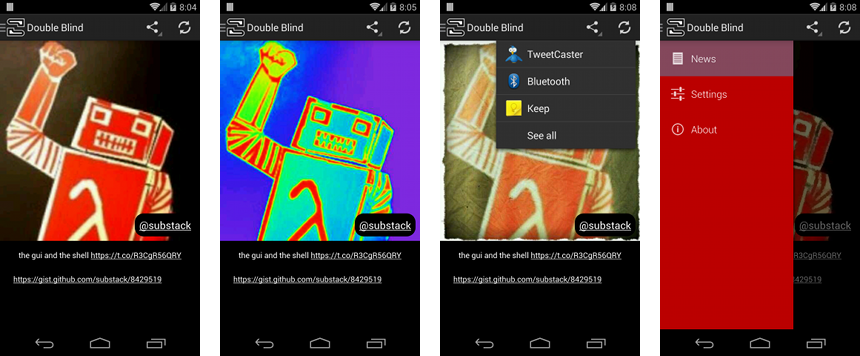 8:04
Double Blind
@substack
the gui and the shell https://t.co/R3CgR56QRY
https://gist.github.com/substack/8429519
8:05
Double Blind
@substack
the gui and the shell https://t.co/R3CgR56QRY
https://gist.github.com/substack/8429519
8:08
Double Blind
TweetCaster
Bluetooth
Keep
See all
@substack
the gui and the shell https://t.co/R3CgR56QRY
https://gist.github.com/substack/8429519
8:08
Double Blind
News
Settings
About
@substack
R3CgR56QRY
8429519